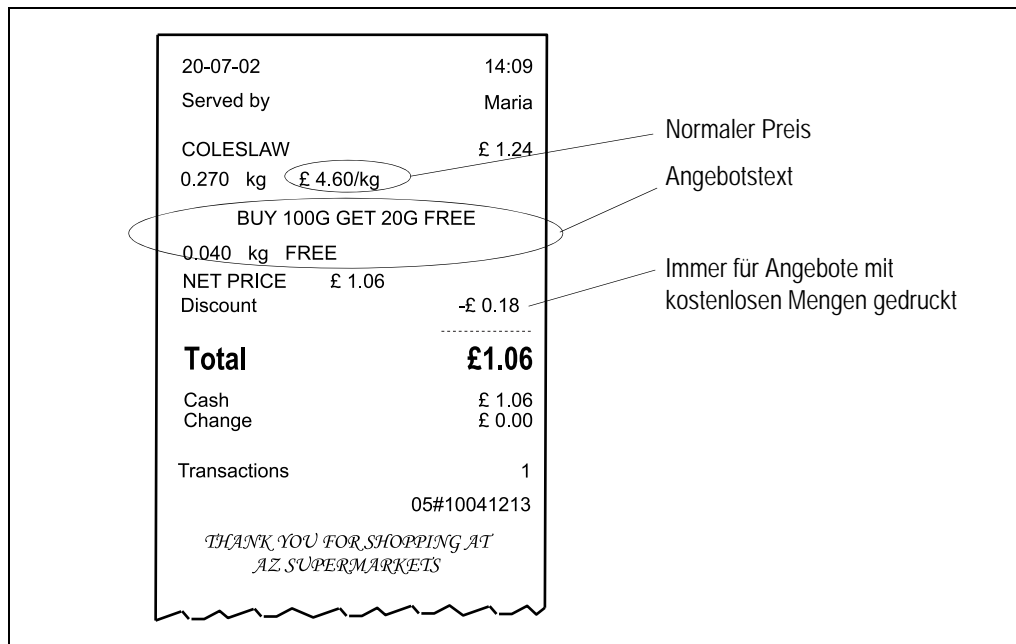 20-07-02 14:09
Served by Maria
COLESLAW £ 1.24
0.270 kg £ 4.60/kg
BUY 100G GET 20G FREE
0.040 kg FREE
NET PRICE £ 1.06
Discount -£ 0.18
Total £1.06
Cash £ 1.06
Change £ 0.00
Transactions 1
05#10041213
THANK YOU FOR SHOPPING AT
AZ SUPERMARKETS
Normaler Preis
Angebotstext
Immer für Angebote mit
kostenlosen Mengen gedruckt